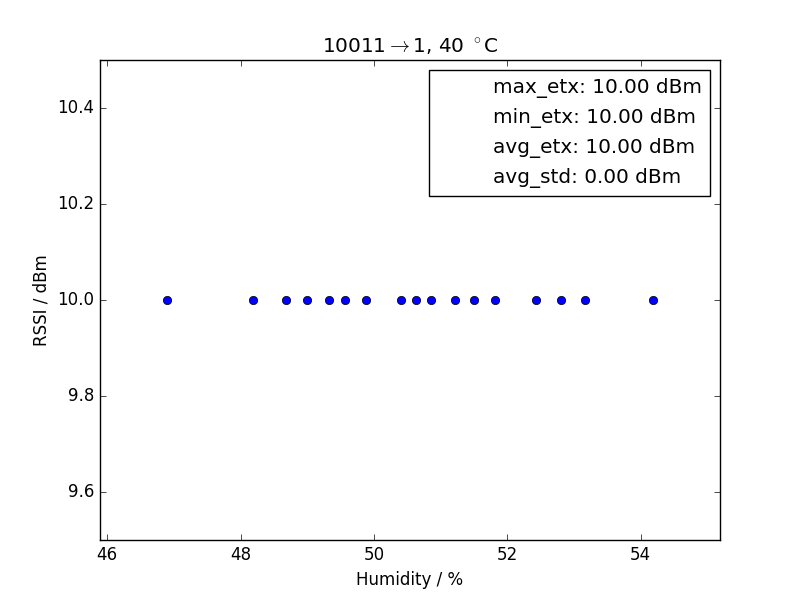 10011→1, 40 °C
max_etx: 10.00 dBm
min_etx: 10.00 dBm
avg_etx: 10.00 dBm
avg_std: 0.00 dBm
10.4
10.2
10.0
9.8
9.6
RSSI / dBm
46 48 50 52 54
Humidity / %